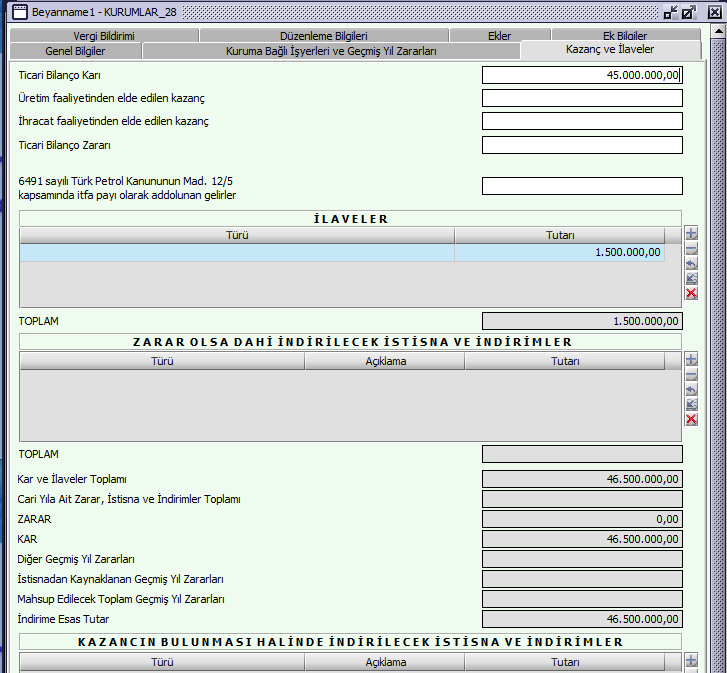 Beyanname1 - KURUMLAR_28
Vergi Bildirimi Düzenleme Bilgileri Ekler Ek Bilgiler
Genel Bilgiler Kuruma Bağlı İşyerleri ve Geçmiş Yıl Zararları Kazanç ve İlaveler
Ticari Bilanço Karı 45.000.000,00
Üretim faaliyetinden elde edilen kazanç
İhracat faaliyetinden elde edilen kazanç
Ticari Bilanço Zararı
6491 sayılı Türk Petrol Kanununun Mad. 12/5
kapsamında itfa payı olarak addolunan gelirler
İLAVELER
Türü Tutarı
1.500.000,00
TOPLAM 1.500.000,00
ZARAR OLSA DAHİ İNDİRİLECEK İSTİSNA VE İNDİRİMLER
Türü Açıklama Tutarı
TOPLAM
Kar ve İlaveler Toplamı 46.500.000,00
Cari Yıla Ait Zarar, İstisna ve İndirimler Toplamı
ZARAR 0,00
KAR 46.500.000,00
Diğer Geçmiş Yıl Zararları
İstisnadan Kaynaklanan Geçmiş Yıl Zararları
Mahsup Edilecek Toplam Geçmiş Yıl Zararları
İndirime Esas Tutar 46.500.000,00
KAZANCIN BULUNMASI HALİNDE İNDİRİLECEK İSTİSNA VE İNDİRİMLER
Türü Açıklama Tutarı